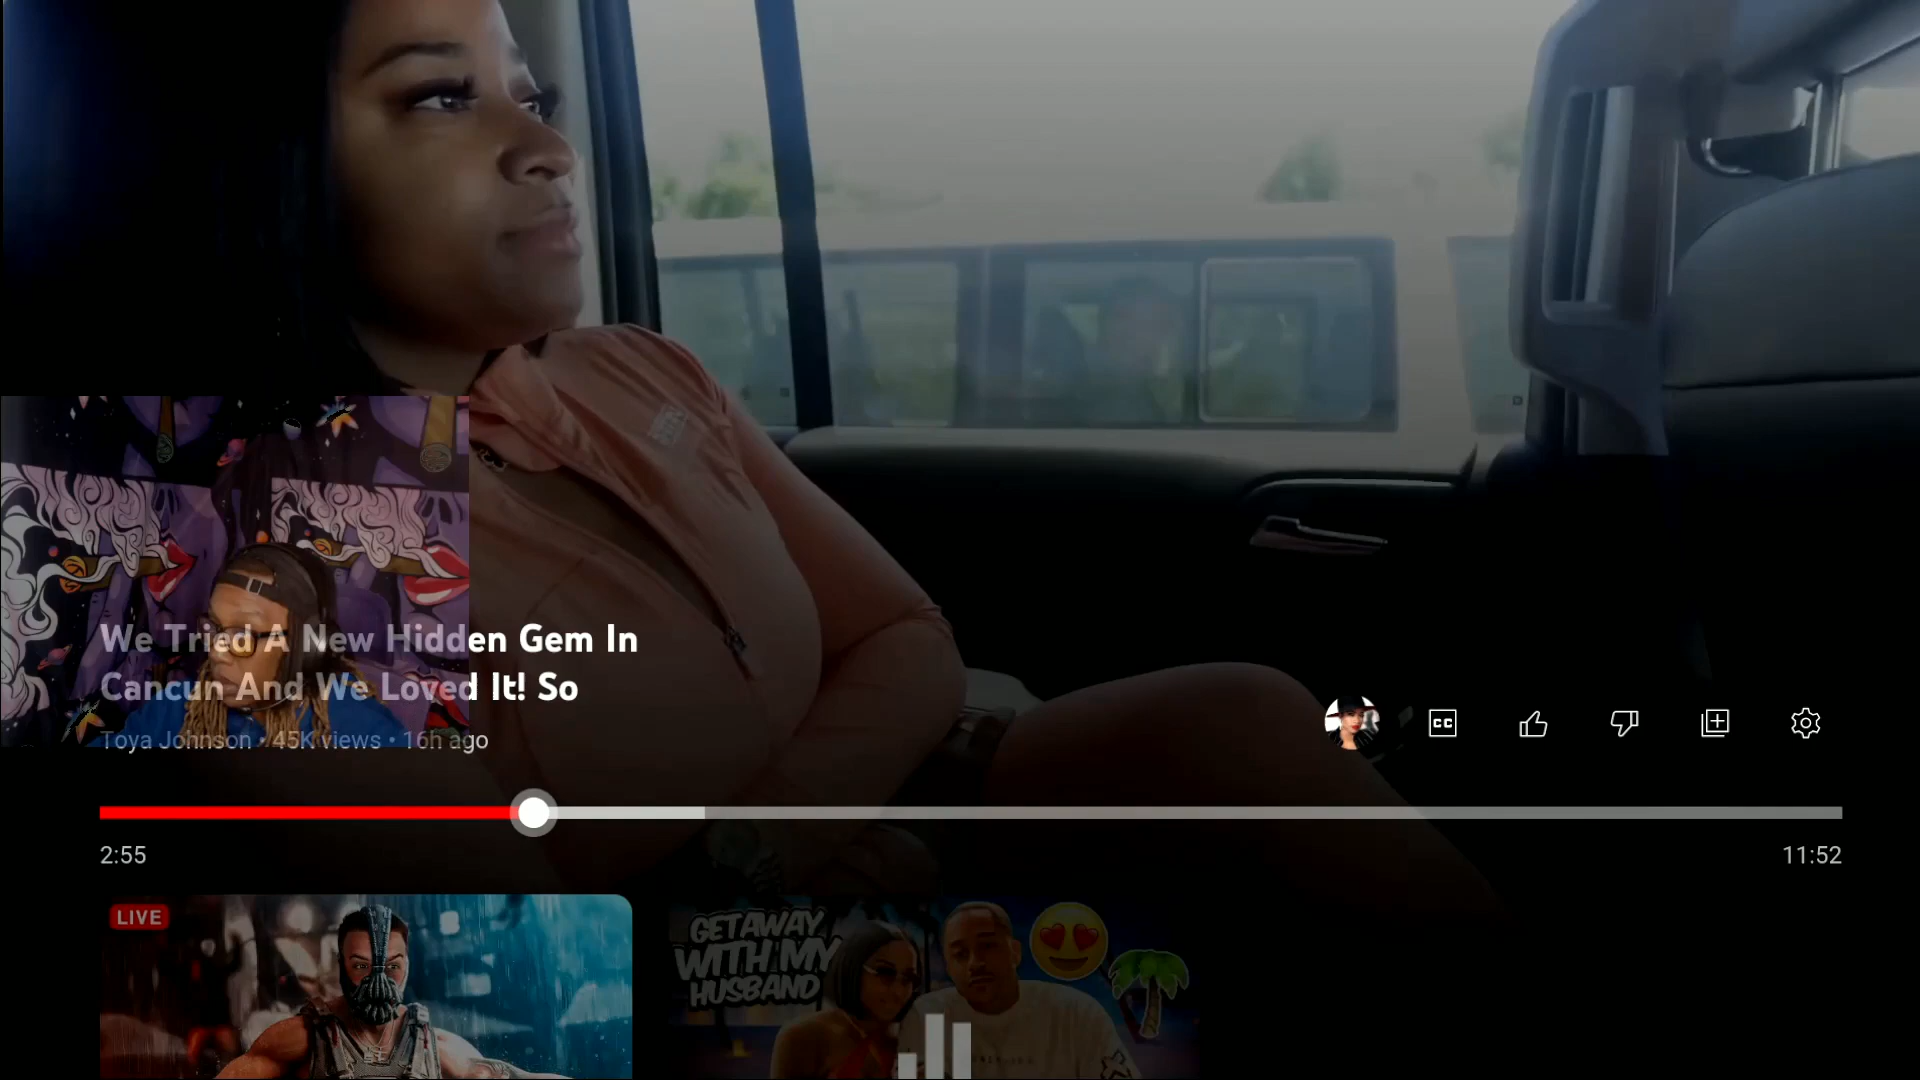 We Tried A New Hidden Gem In
Cancun And We Loved It! So
Toya Johnson • 45K views • 16h ago
CC
2:55
11:52
LIVE
GETAWAY
WITH MY
HUSBAND